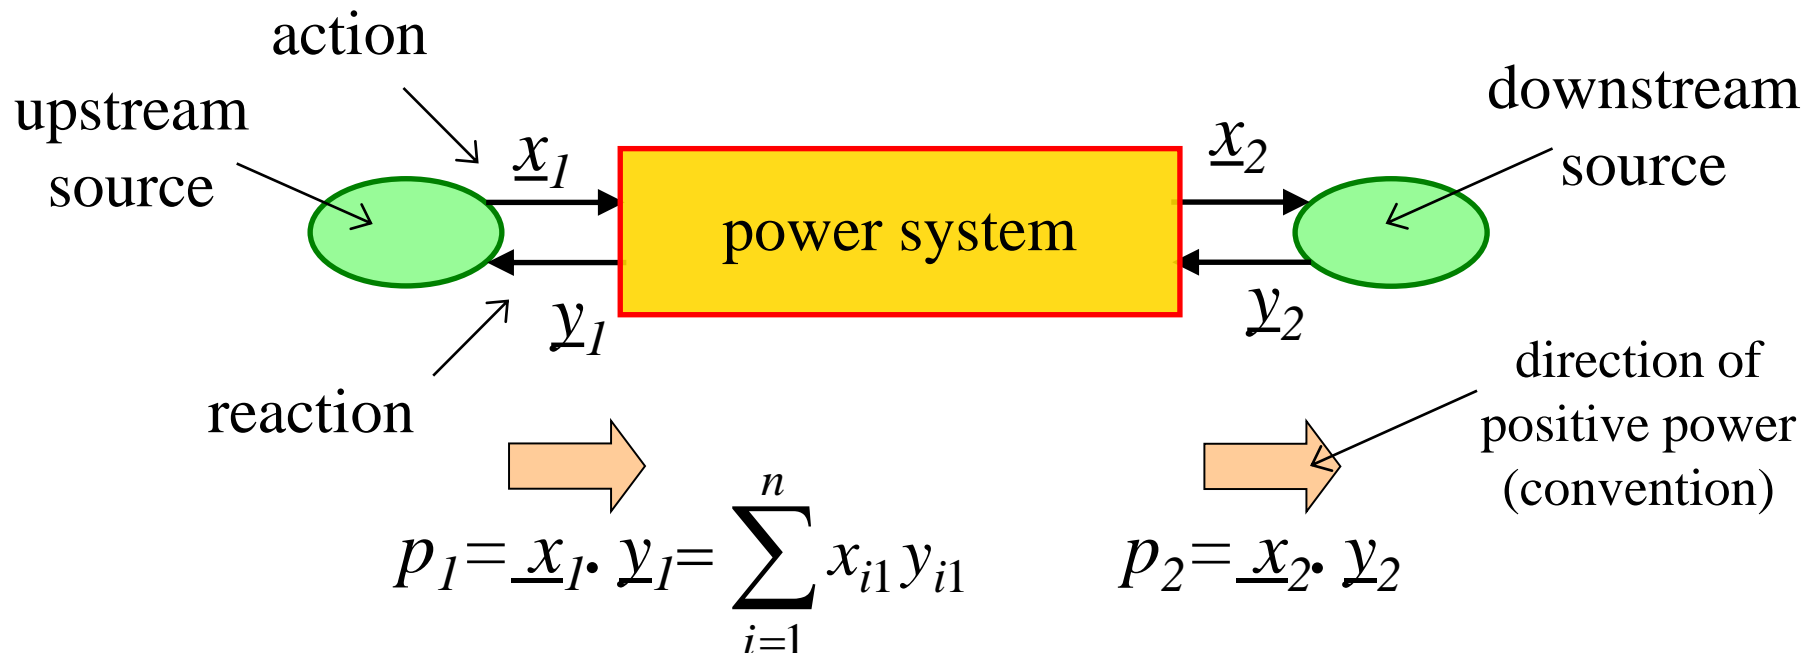 action
upstream
source
downstream
source
x1
x2
power system
y1
y2
reaction
direction of
positive power
(convention)
p1= x1. y1= ∑ xi1 yi1
n
i=1
p2= x2. y2